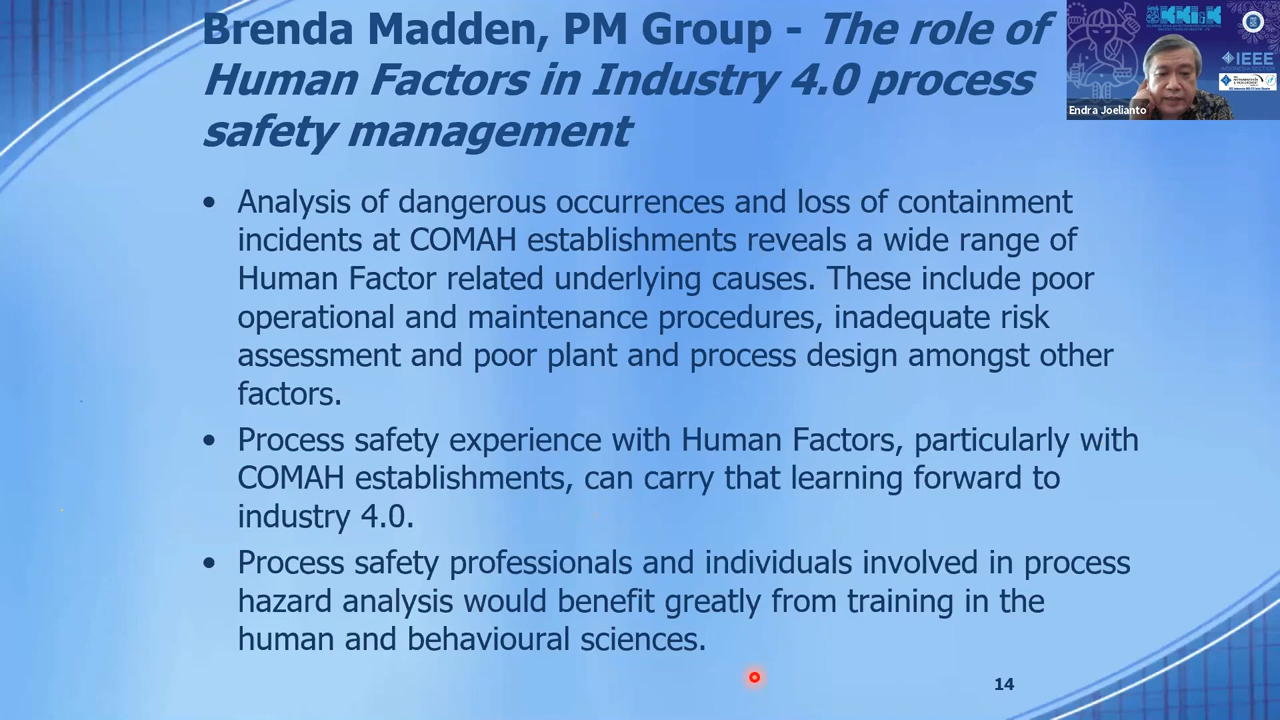 Brenda Madden, PM Group - The role of
Human Factors in Industry 4.0 process
safety management
IEEE
Endra Joelianto
• Analysis of dangerous occurrences and loss of containment
incidents at COMAH establishments reveals a wide range of
Human Factor related underlying causes. These include poor
operational and maintenance procedures, inadequate risk
assessment and poor plant and process design amongst other
factors.
• Process safety experience with Human Factors, particularly with
COMAH establishments, can carry that learning forward to
industry 4.0.
• Process safety professionals and individuals involved in process
hazard analysis would benefit greatly from training in the
human and behavioural sciences.
14